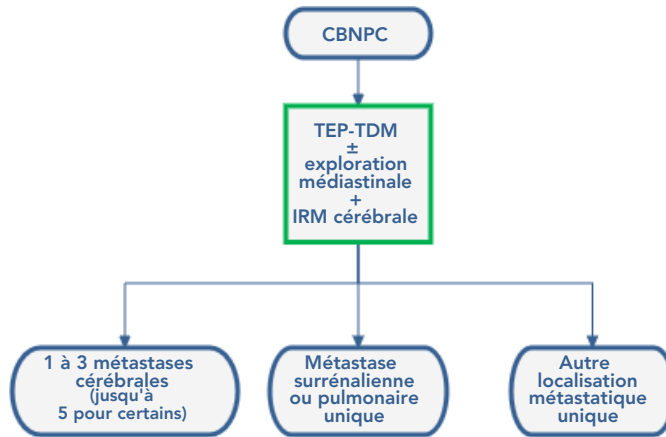 CBNPC
TEP-TDM
±
exploration
médiastinale
+
IRM cérébrale
1 à 3 métastases
cérébrales
(jusqu'à
5 pour certains)
Métastase
surrénalienne
ou pulmonaire
unique
Autre
localisation
métastatique
unique